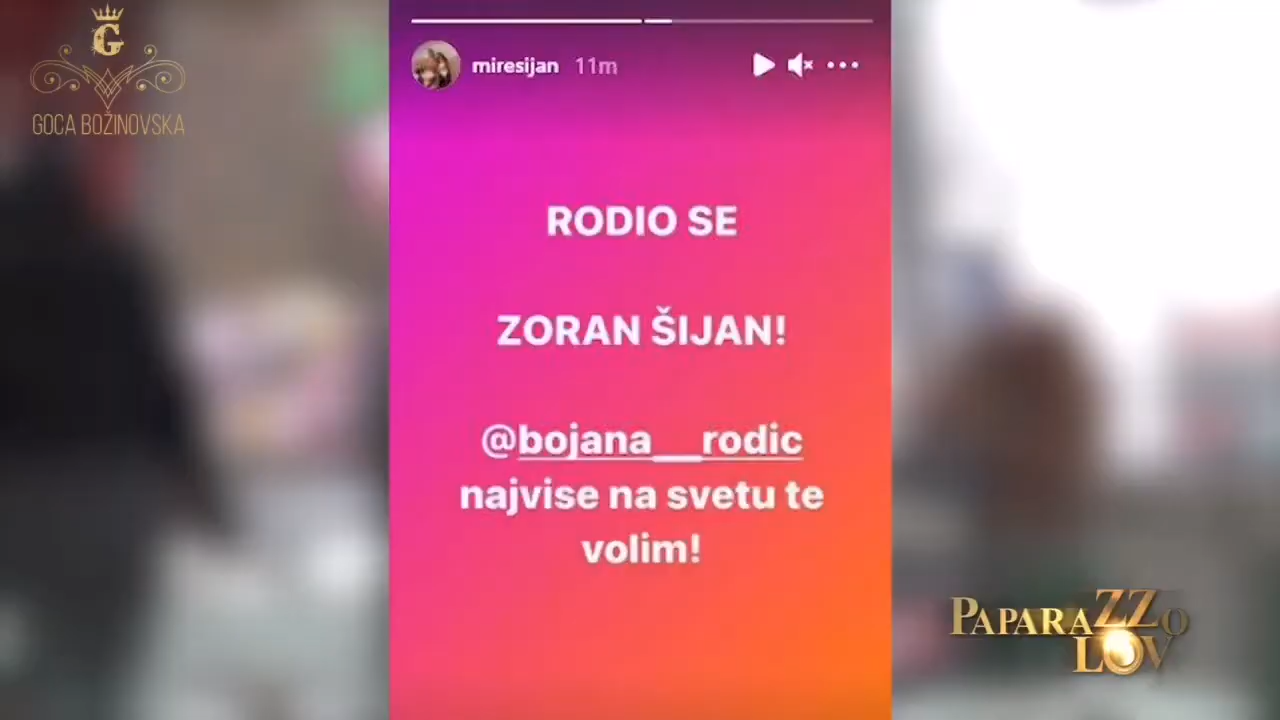 G
GOCA BOŽINOVSKA
miresijan 11m
RODIO SE
ZORAN ŠIJAN!
@bojana__rodic
najvise na svetu te
volim!
PAPARAZZO
LOV